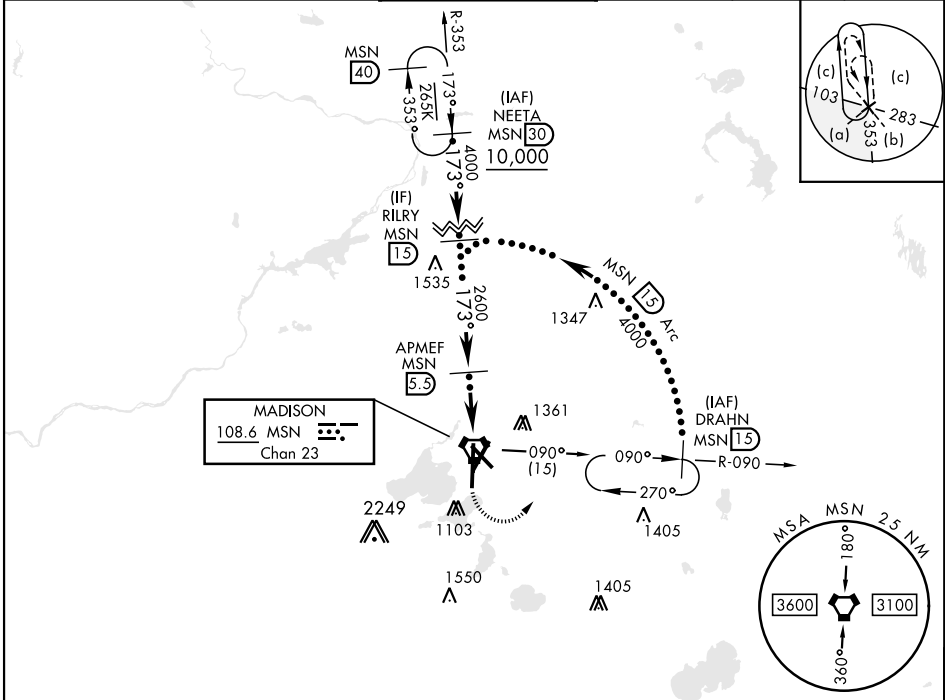 R-353
MSN
40
173°
265K
353°
(IAF)
NEETA
MSN 30
10,000
4000
173°
(IF)
RILRY
MSN
15
1535
2600
173°
MSN 15 Arc
4000
1347
APMEF
MSN
5.5
MADISON
108.6 MSN
Chan 23
1361
090°
(15)
(IAF)
DRAHN
MSN 15
090°
R-090
270°
1405
2249
1103
1550
1405
(c)
(c)
103
283
(a)
(b)
353
MSA MSN 25 NM
180°
3600
3100
360°